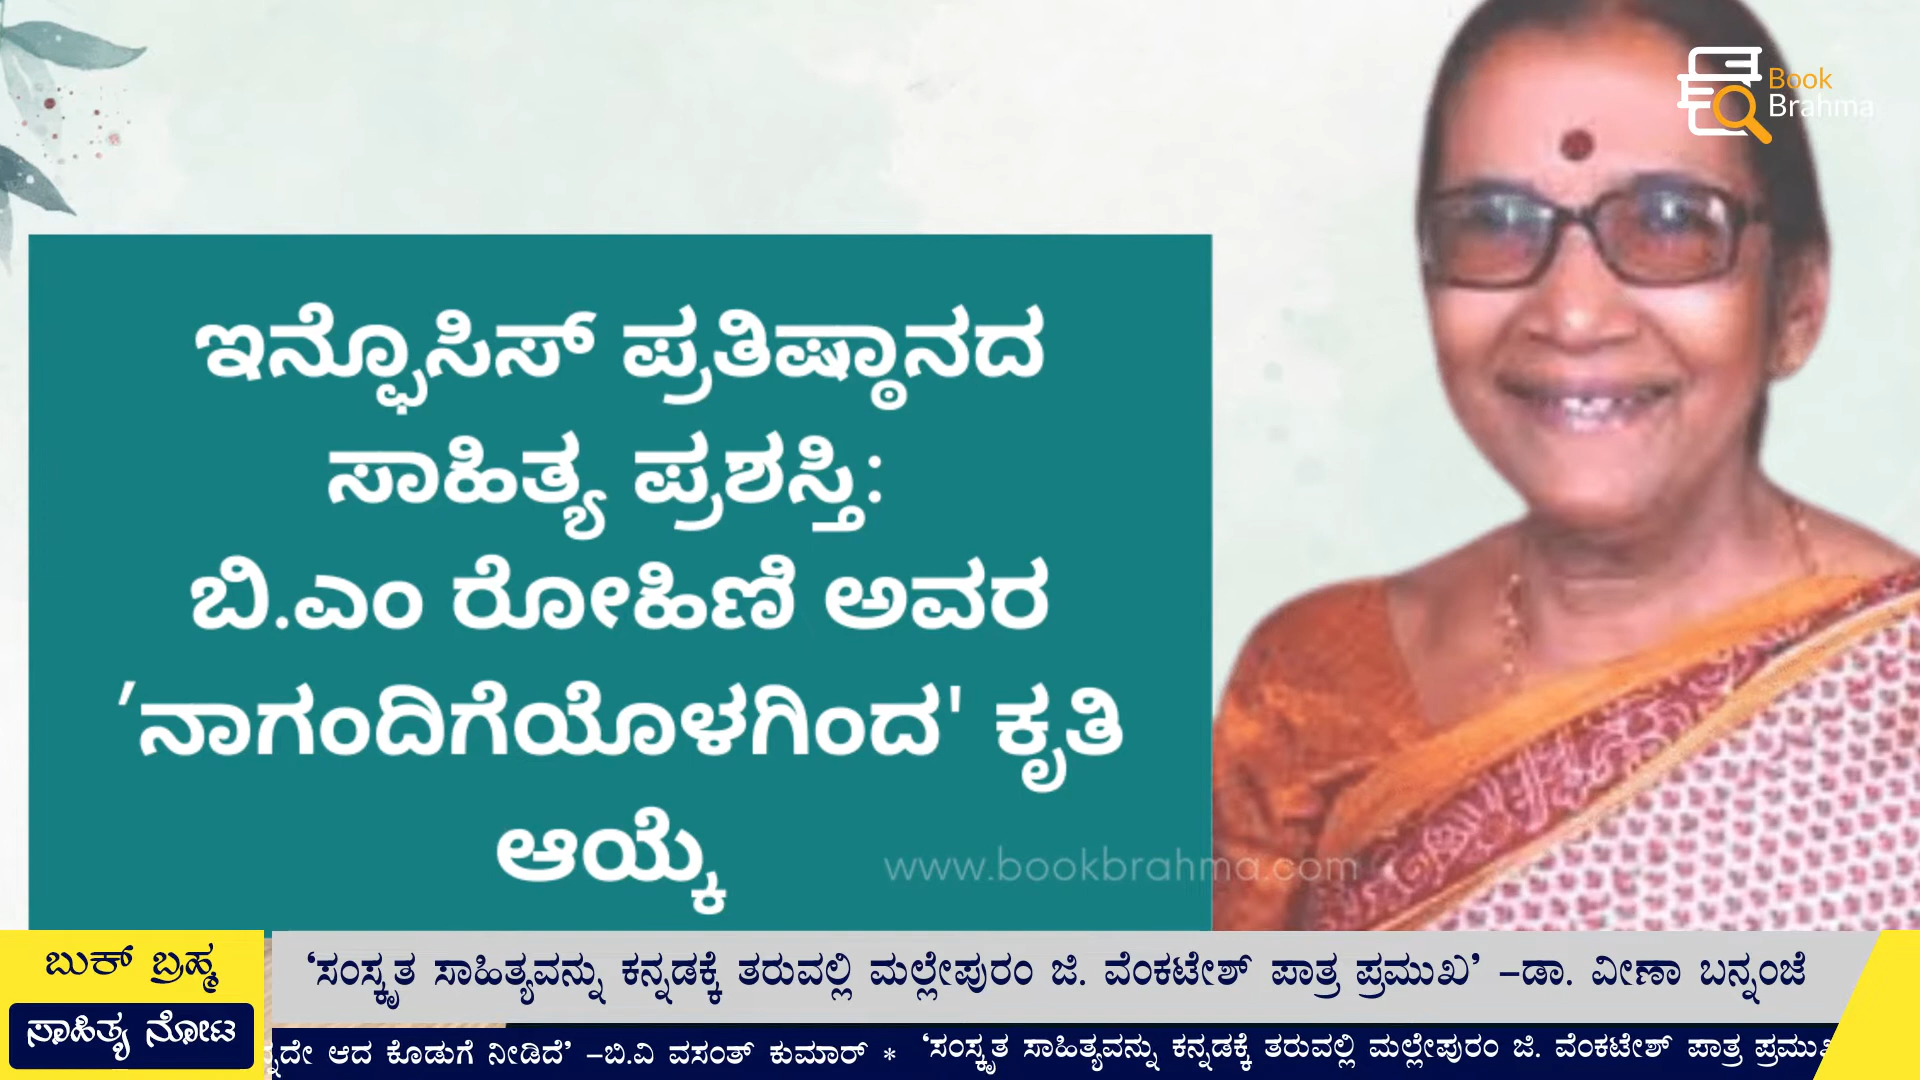 Book
Brahma
ಇನ್ಫೊಸಿಸ್ ಪ್ರತಿಷ್ಠಾನದ
ಸಾಹಿತ್ಯ ಪ್ರಶಸ್ತಿ:
ಬಿ.ಎಂ ರೋಹಿಣಿ ಅವರ
'ನಾಗಂದಿಗೆಯೊಳಗಿಂದ' ಕೃತಿ
ಆಯ್ಕೆ
www.bookbrahma.com
ಬುಕ್ ಬ್ರಹ್ಮ
ಸಾಹಿತ್ಯ ನೋಟ
‘ಸಂಸ್ಕೃತ ಸಾಹಿತ್ಯವನ್ನು ಕನ್ನಡಕ್ಕೆ ತರುವಲ್ಲಿ ಮಲ್ಲೇಪುರಂ ಜಿ. ವೆಂಕಟೇಶ್ ಪಾತ್ರ ಪ್ರಮುಖ’ –ಡಾ. ವೀಣಾ ಬನ್ನಂಜೆ
ಆದ ಕೊಡುಗೆ ನೀಡಿದೆ’ –ಬಿ.ವಿ ವಸಂತ್ ಕುಮಾರ್ * ‘ಸಂಸ್ಕೃತ ಸಾಹಿತ್ಯವನ್ನು ಕನ್ನಡಕ್ಕೆ ತರುವಲ್ಲಿ ಮಲ್ಲೇಪುರಂ ಜಿ. ವೆಂಕಟೇಶ್ ಪಾತ್ರ